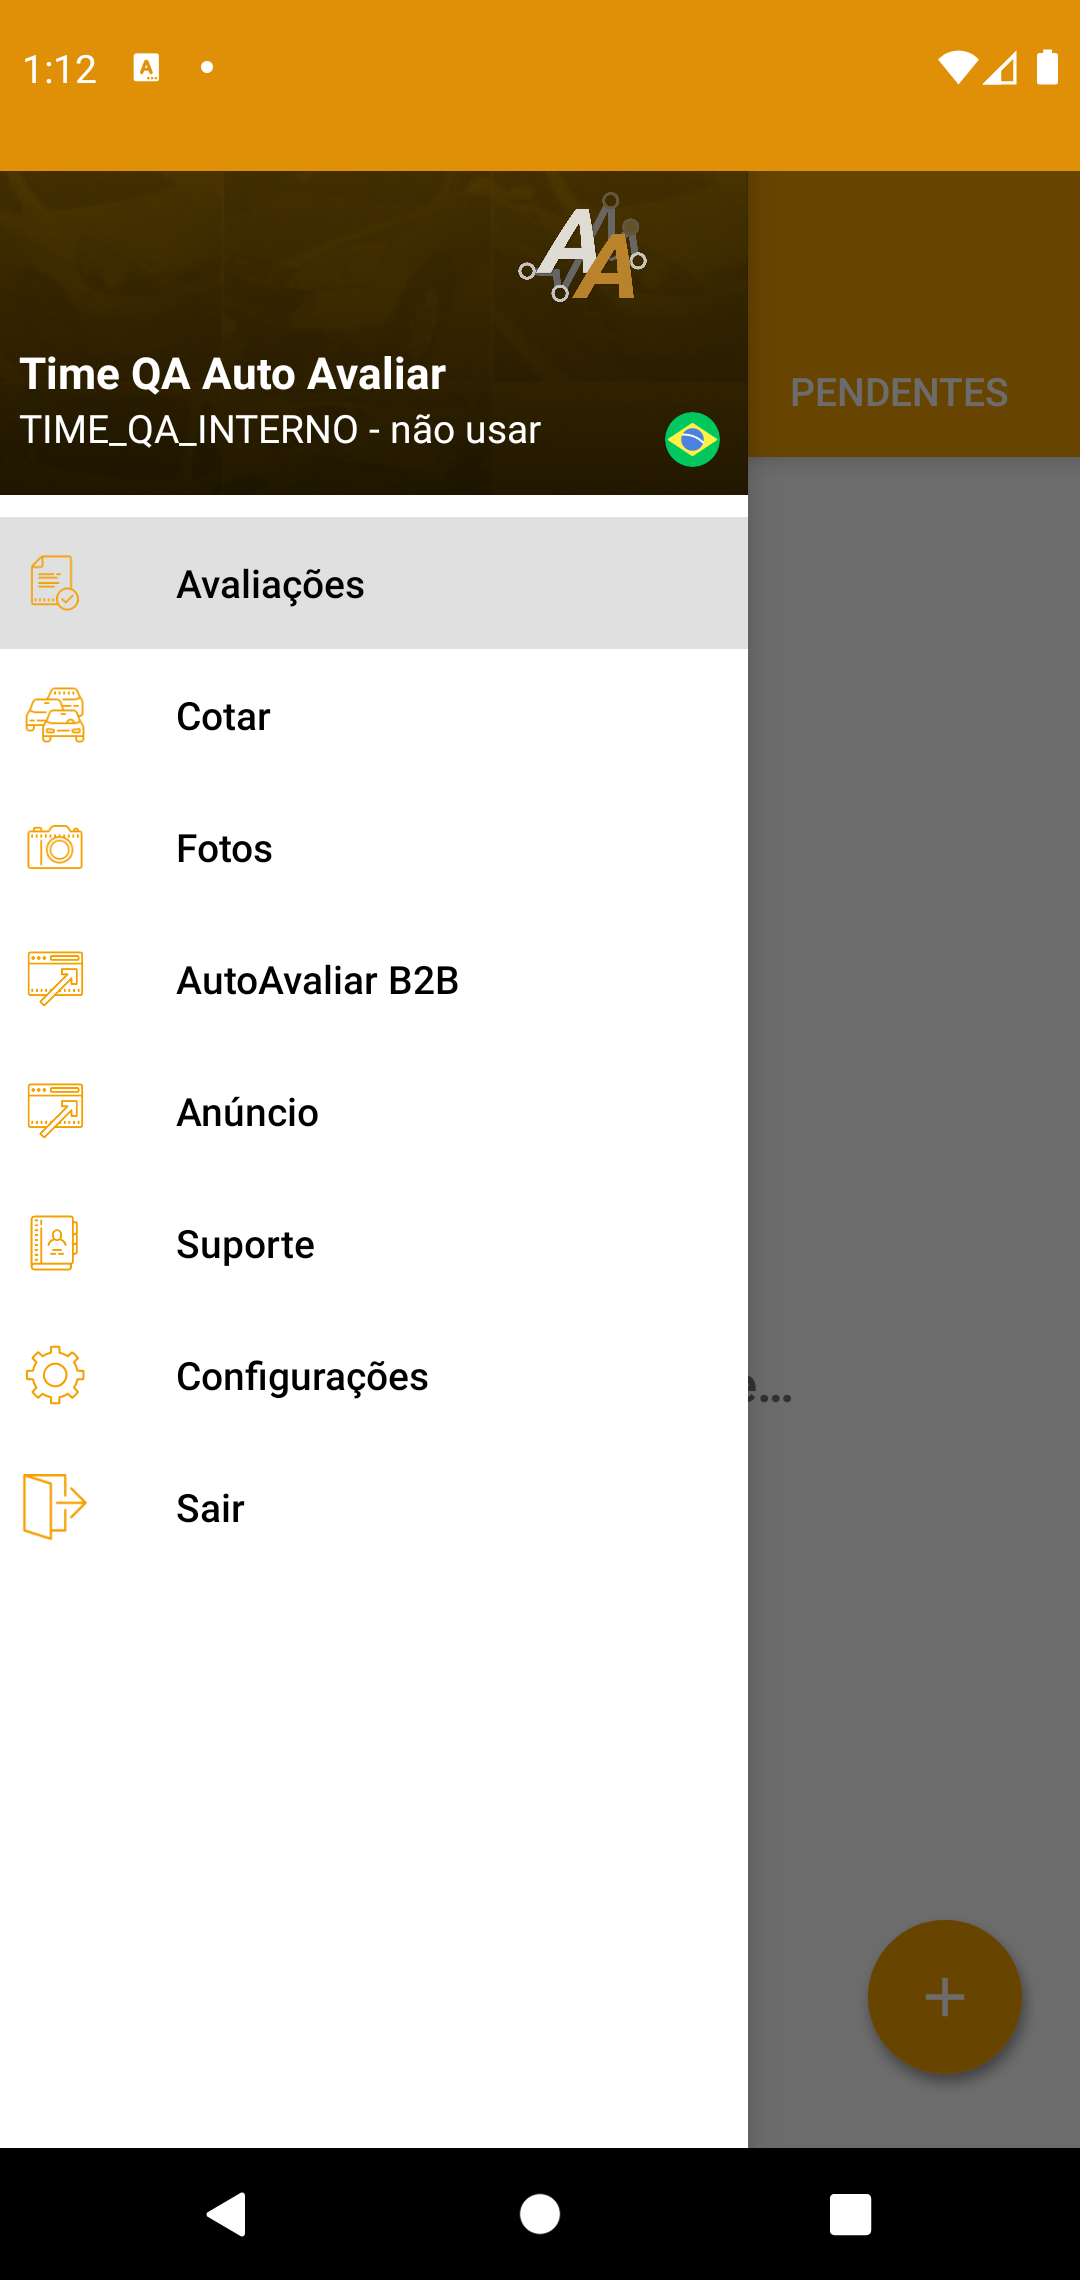 1:12
AA
Time QA Auto Avaliar
TIME_QA_INTERNO - não usar
PENDENTES
Avaliações
Cotar
Fotos
AutoAvaliar B2B
Anúncio
Suporte
Configurações
e...
Sair